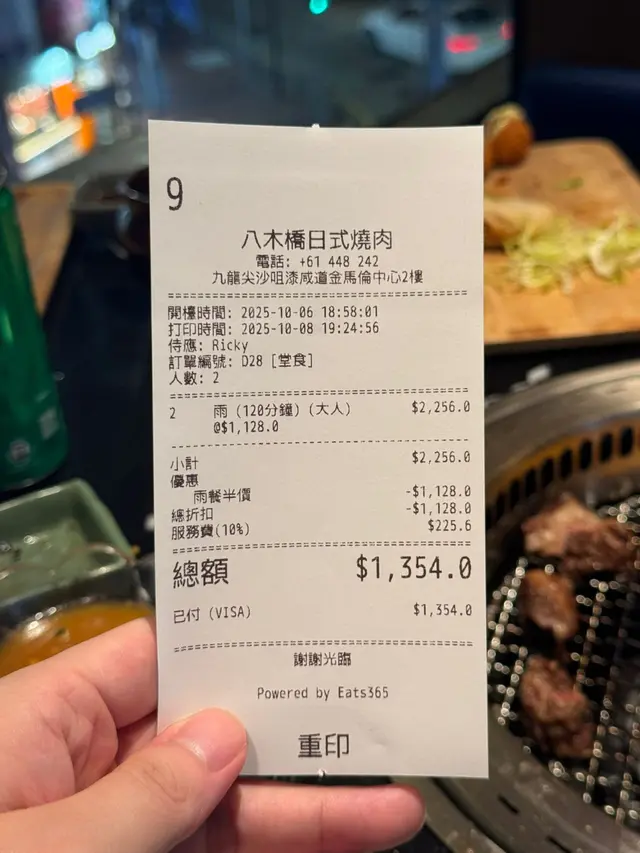 9
八木橋日式燒肉
電話: +61 448 242
九龍尖沙咀漆咸道金馬倫中心2樓
開檯時間: 2025-10-06 18:58:01
打印時間: 2025-10-08 19:24:56
侍應: Ricky
訂單編號: D28 [堂食]
人數: 2
2 雨 (120分鐘) (大人) $2,256.0
@$1,128.0
小計 $2,256.0
優惠
雨餐半價 -$1,128.0
總折扣 -$1,128.0
服務費(10%) $225.6
總額 $1,354.0
已付 (VISA) $1,354.0
謝謝光臨
Powered by Eats365
重印